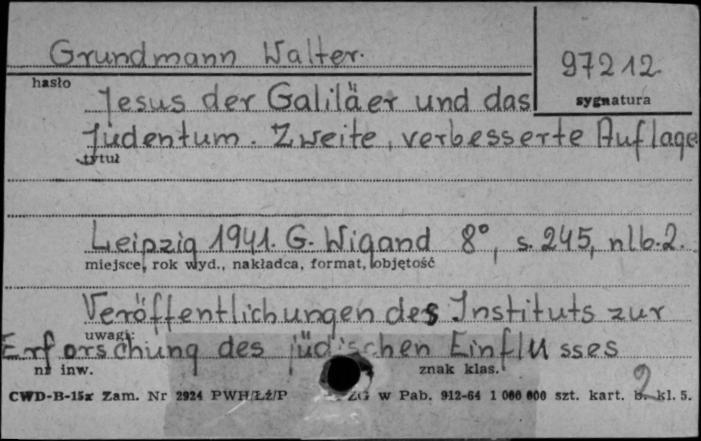 Grundmann Walter.
97212
hasło
sygnatura
Jesus der Galiläer und das
Judentum. Zweite, verbesserte Auflage
tytuł
Leipzig 1941. G. Wigand 8°, s. 245, nlb. 2.
miejsce, rok wyd., nakładca, format, objętość
Veröffentlichungen des Instituts zur
uwagi:
Erforschung des jüdischen Einflusses
nr inw.
znak klas.
2
CWD-B-15x Zam. Nr 2924 PWH/Łż/P ZG w Pab. 912-64 1 000 000 szt. kart. b. kl. 5.